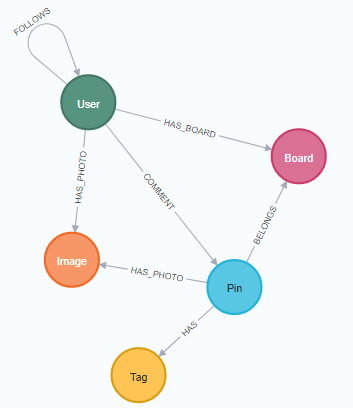 FOLLOWS
User
HAS_BOARD
Board
HAS_PHOTO
COMMENT
BELONGS
Image
HAS_PHOTO
Pin
HAS
Tag